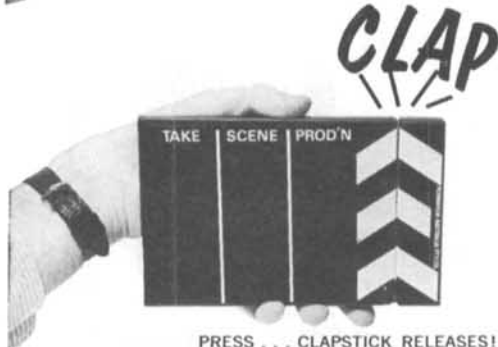 CLAP
TAKE SCENE PROD'N
PRESS . . . CLAPSTICK RELEASES!